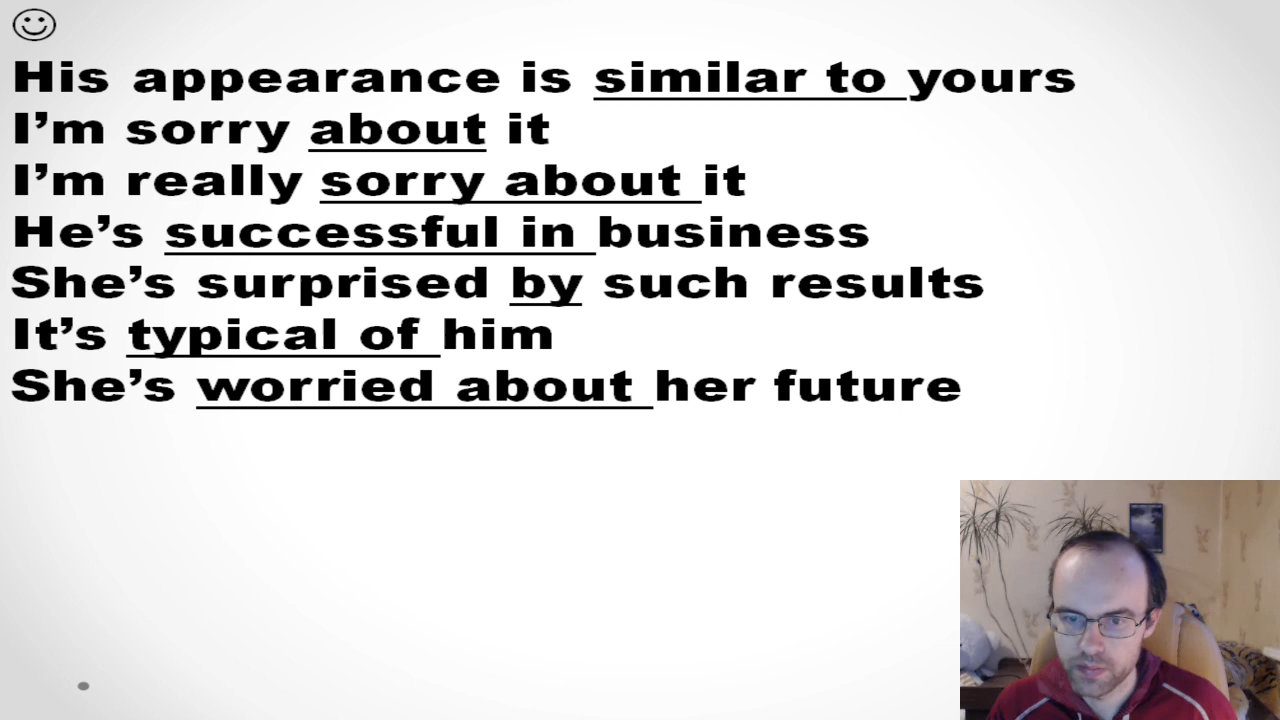 His appearance is similar to yours
I’m sorry about it
I’m really sorry about it
He’s successful in business
She’s surprised by such results
It’s typical of him
She’s worried about her future